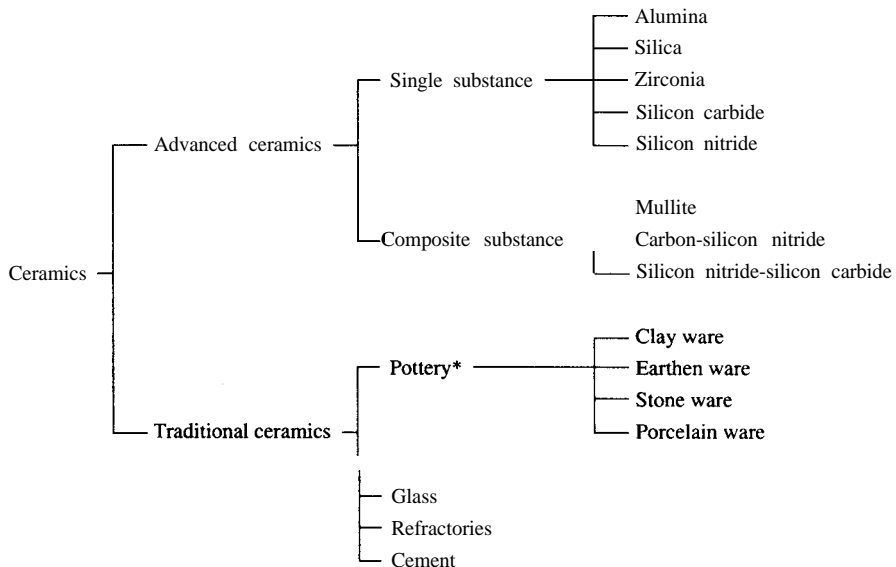 Alumina
Silica
Single substance
Zirconia
Silicon carbide
Advanced ceramics
Silicon nitride
Mullite
Composite substance
Carbon-silicon nitride
Ceramics
Silicon nitride-silicon carbide
Clay ware
Pottery*
Earthen ware
Stone ware
Traditional ceramics
Porcelain ware
Glass
Refractories
Cement